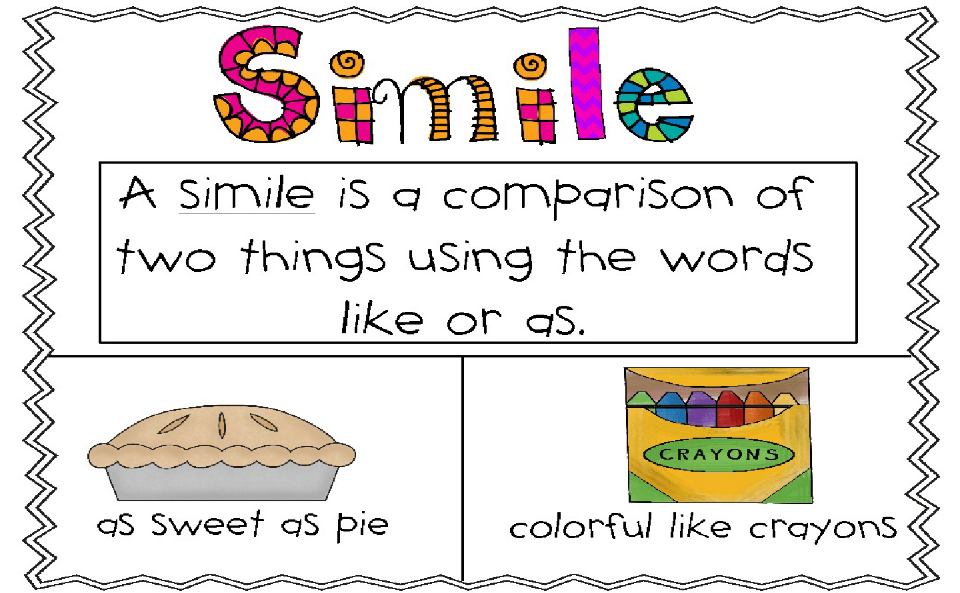 Simile
A simile is a comparison of
two things using the words
like or as.
CRAYONS
as sweet as pie
colorful like crayons